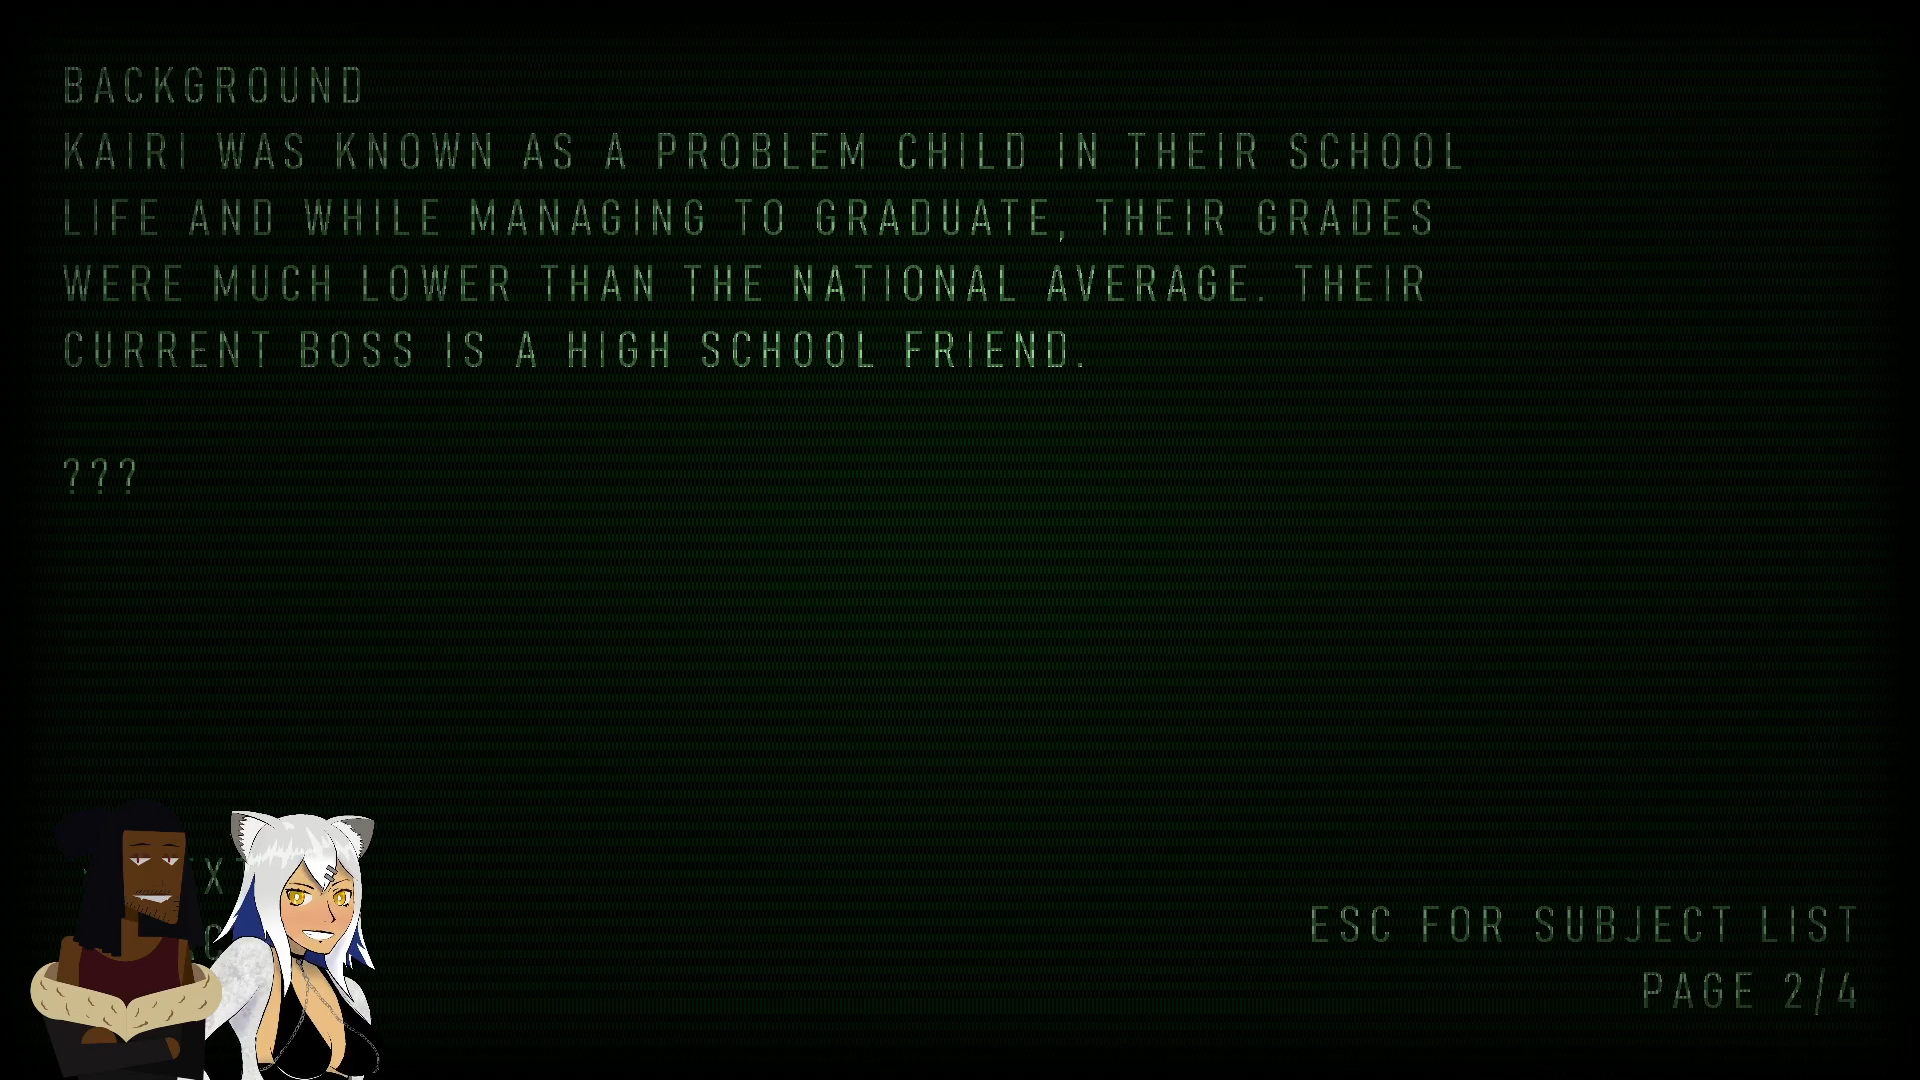 BACKGROUND
KAIRI WAS KNOWN AS A PROBLEM CHILD IN THEIR SCHOOL
LIFE AND WHILE MANAGING TO GRADUATE, THEIR GRADES
WERE MUCH LOWER THAN THE NATIONAL AVERAGE. THEIR
CURRENT BOSS IS A HIGH SCHOOL FRIEND.
???
ESC FOR SUBJECT LIST
PAGE 2/4